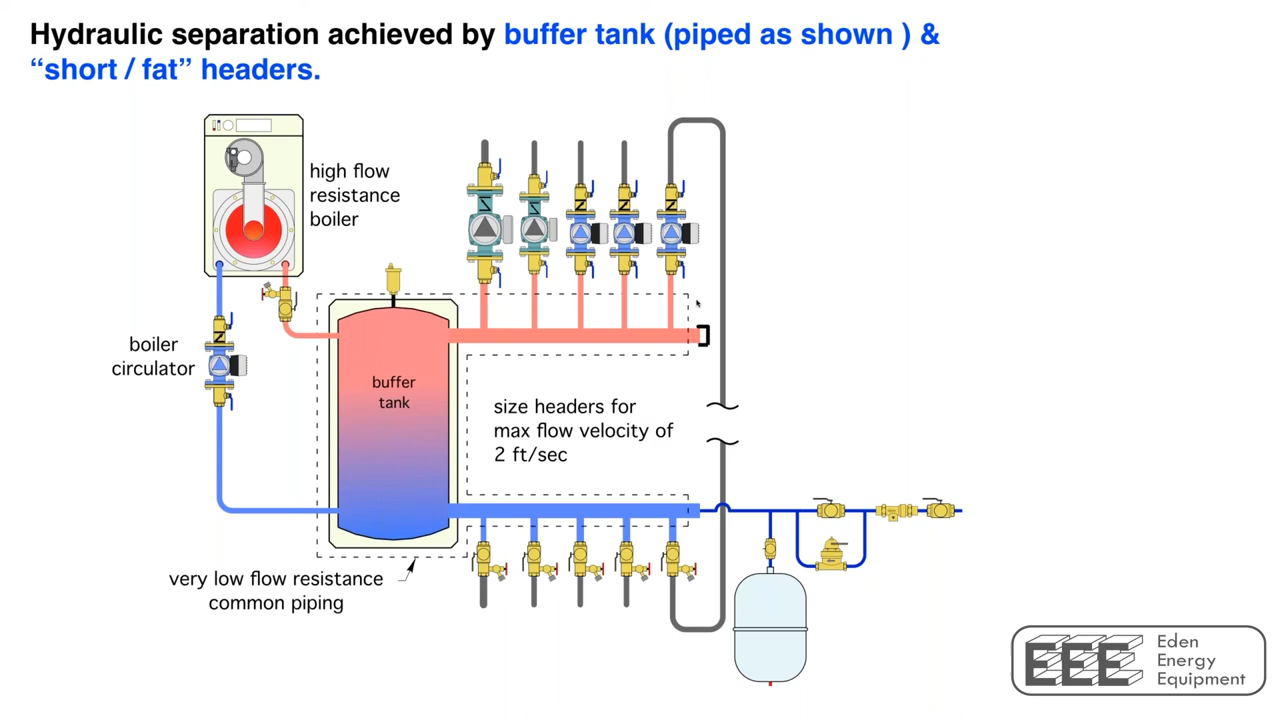 Hydraulic separation achieved by buffer tank (piped as shown ) &
“short / fat” headers.
high flow
resistance
boiler
boiler
circulator
buffer
tank
size headers for
max flow velocity of
2 ft/sec
very low flow resistance
common piping
EEE
Eden
Energy
Equipment